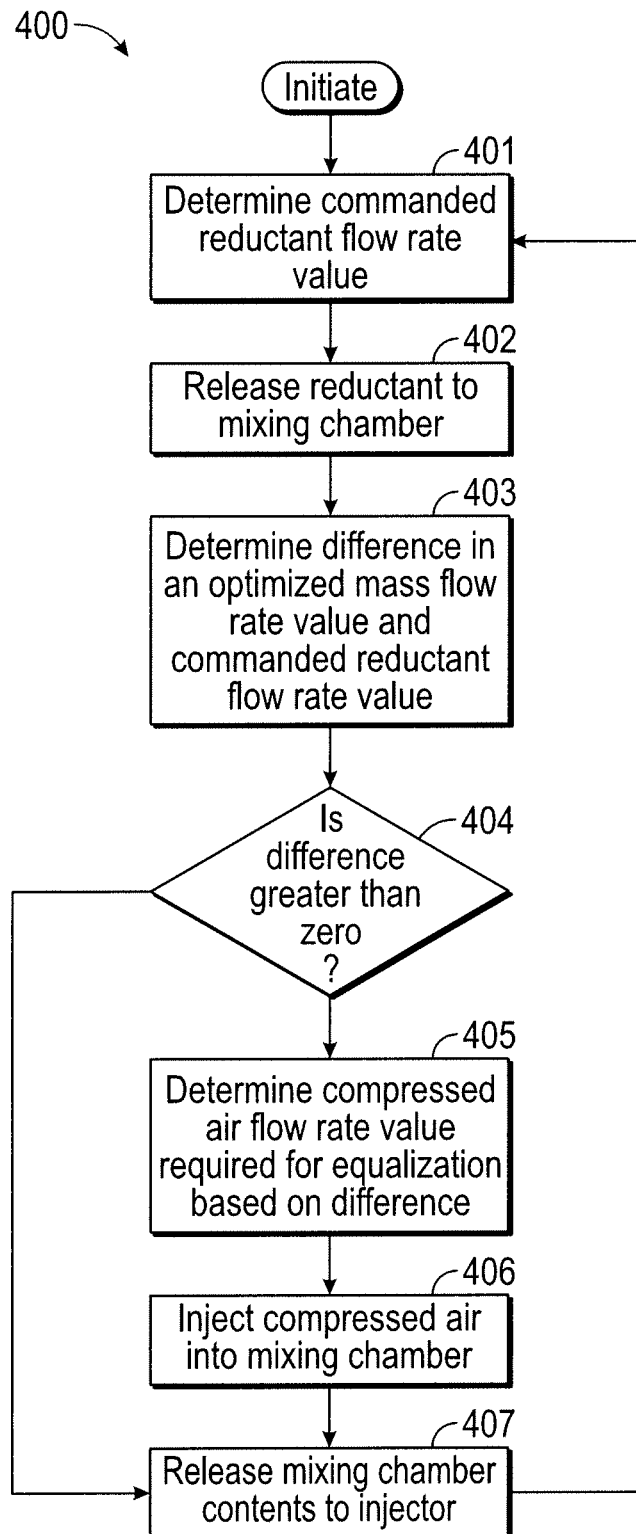 400
Initiate
401
Determine commanded
reductant flow rate
value
402
Release reductant to
mixing chamber
403
Determine difference in
an optimized mass flow
rate value and
commanded reductant
flow rate value
404
Is
difference
greater than
zero
?
405
Determine compressed
air flow rate value
required for equalization
based on difference
406
Inject compressed air
into mixing chamber
407
Release mixing chamber
contents to injector